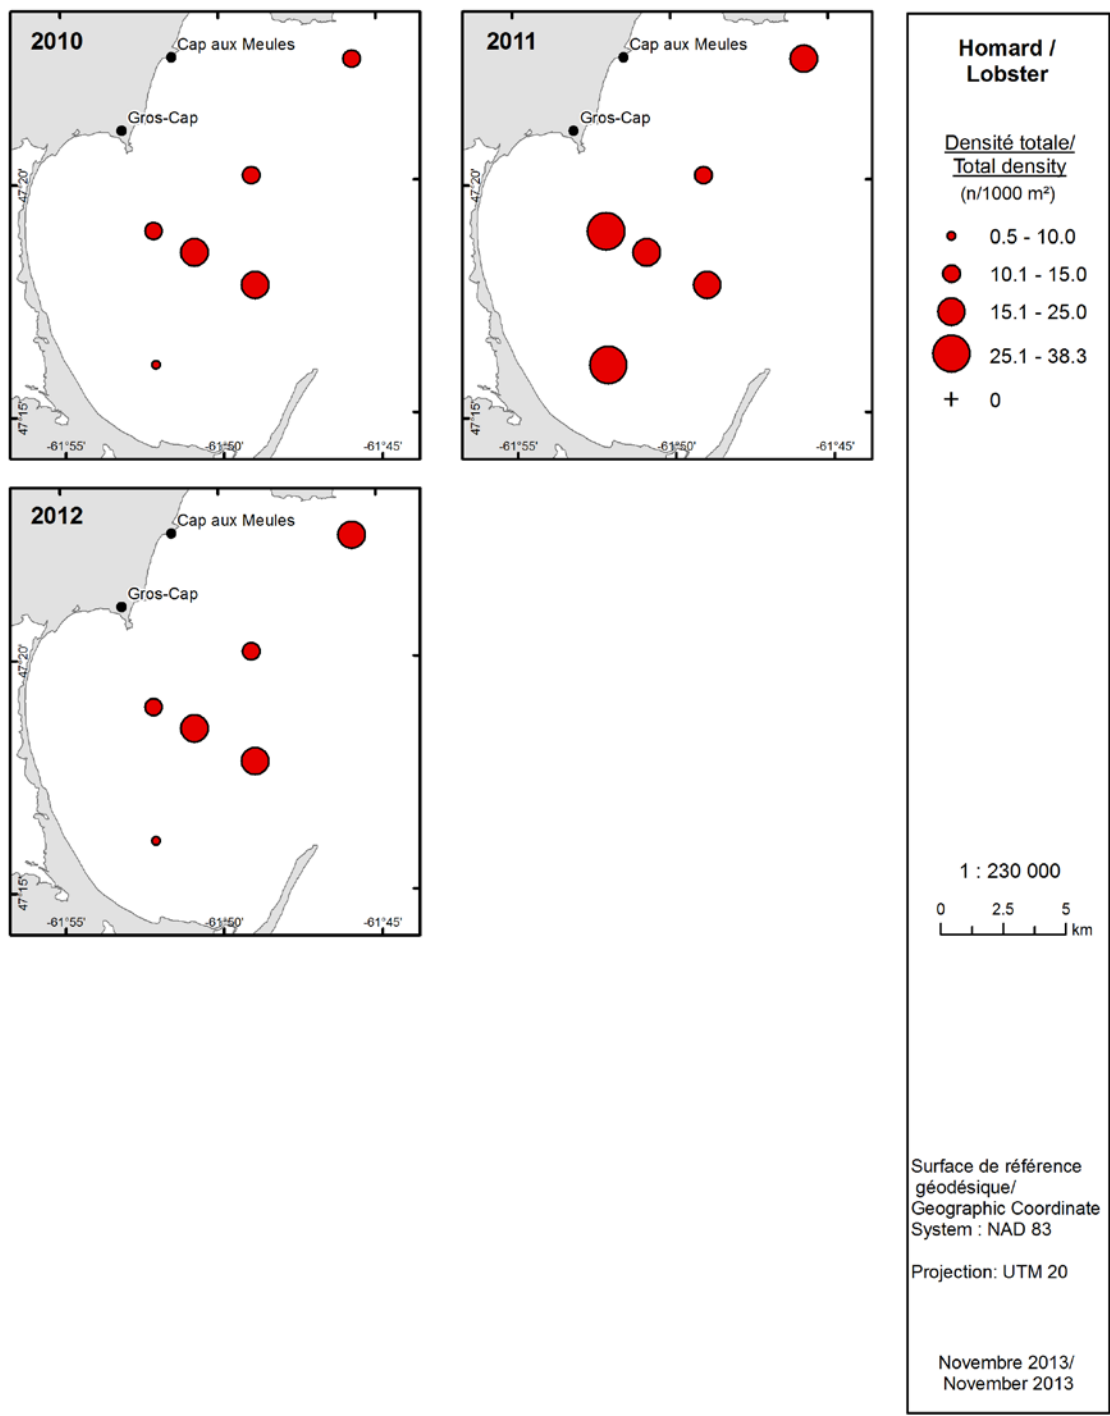 2010
Cap aux Meules
Gros-Cap
47°20'
47°15'
-61°55'
-61°50'
-61°45'
2011
Cap aux Meules
Gros-Cap
47°20'
47°15'
-61°55'
-61°50'
-61°45'
2012
Cap aux Meules
Gros-Cap
47°20'
47°15'
-61°55'
-61°50'
-61°45'
Homard /
Lobster
Densité totale/
Total density
(n/1000 m²)
0.5 - 10.0
10.1 - 15.0
15.1 - 25.0
25.1 - 38.3
0
1 : 230 000
0 2.5 5
km
Surface de référence
géodésique/
Geographic Coordinate
System : NAD 83
Projection: UTM 20
Novembre 2013/
November 2013